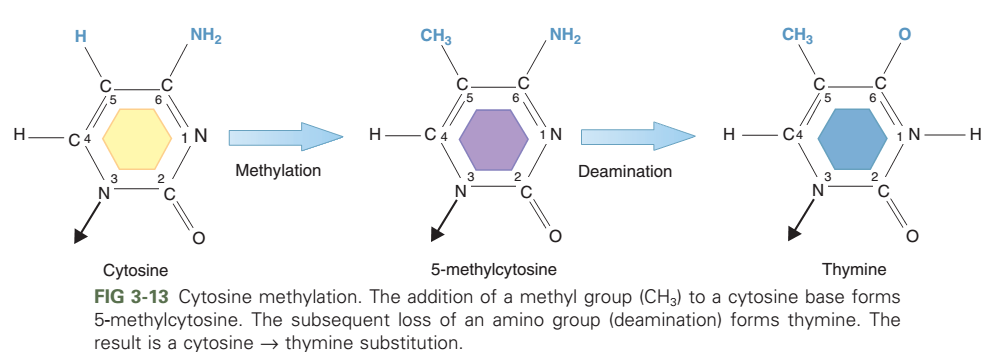 H NH2 CH3 NH2 CH3 O
C C C C C C
5 6 5 6 5 6
H C 4 1 N H C 4 1 N H C 4 1 N H
Methylation Deamination
3 2 3 2 3 2
N C N C N C
O O O
Cytosine 5-methylcytosine Thymine
FIG 3-13 Cytosine methylation. The addition of a methyl group (CH3) to a cytosine base forms
5-methylcytosine. The subsequent loss of an amino group (deamination) forms thymine. The
result is a cytosine → thymine substitution.